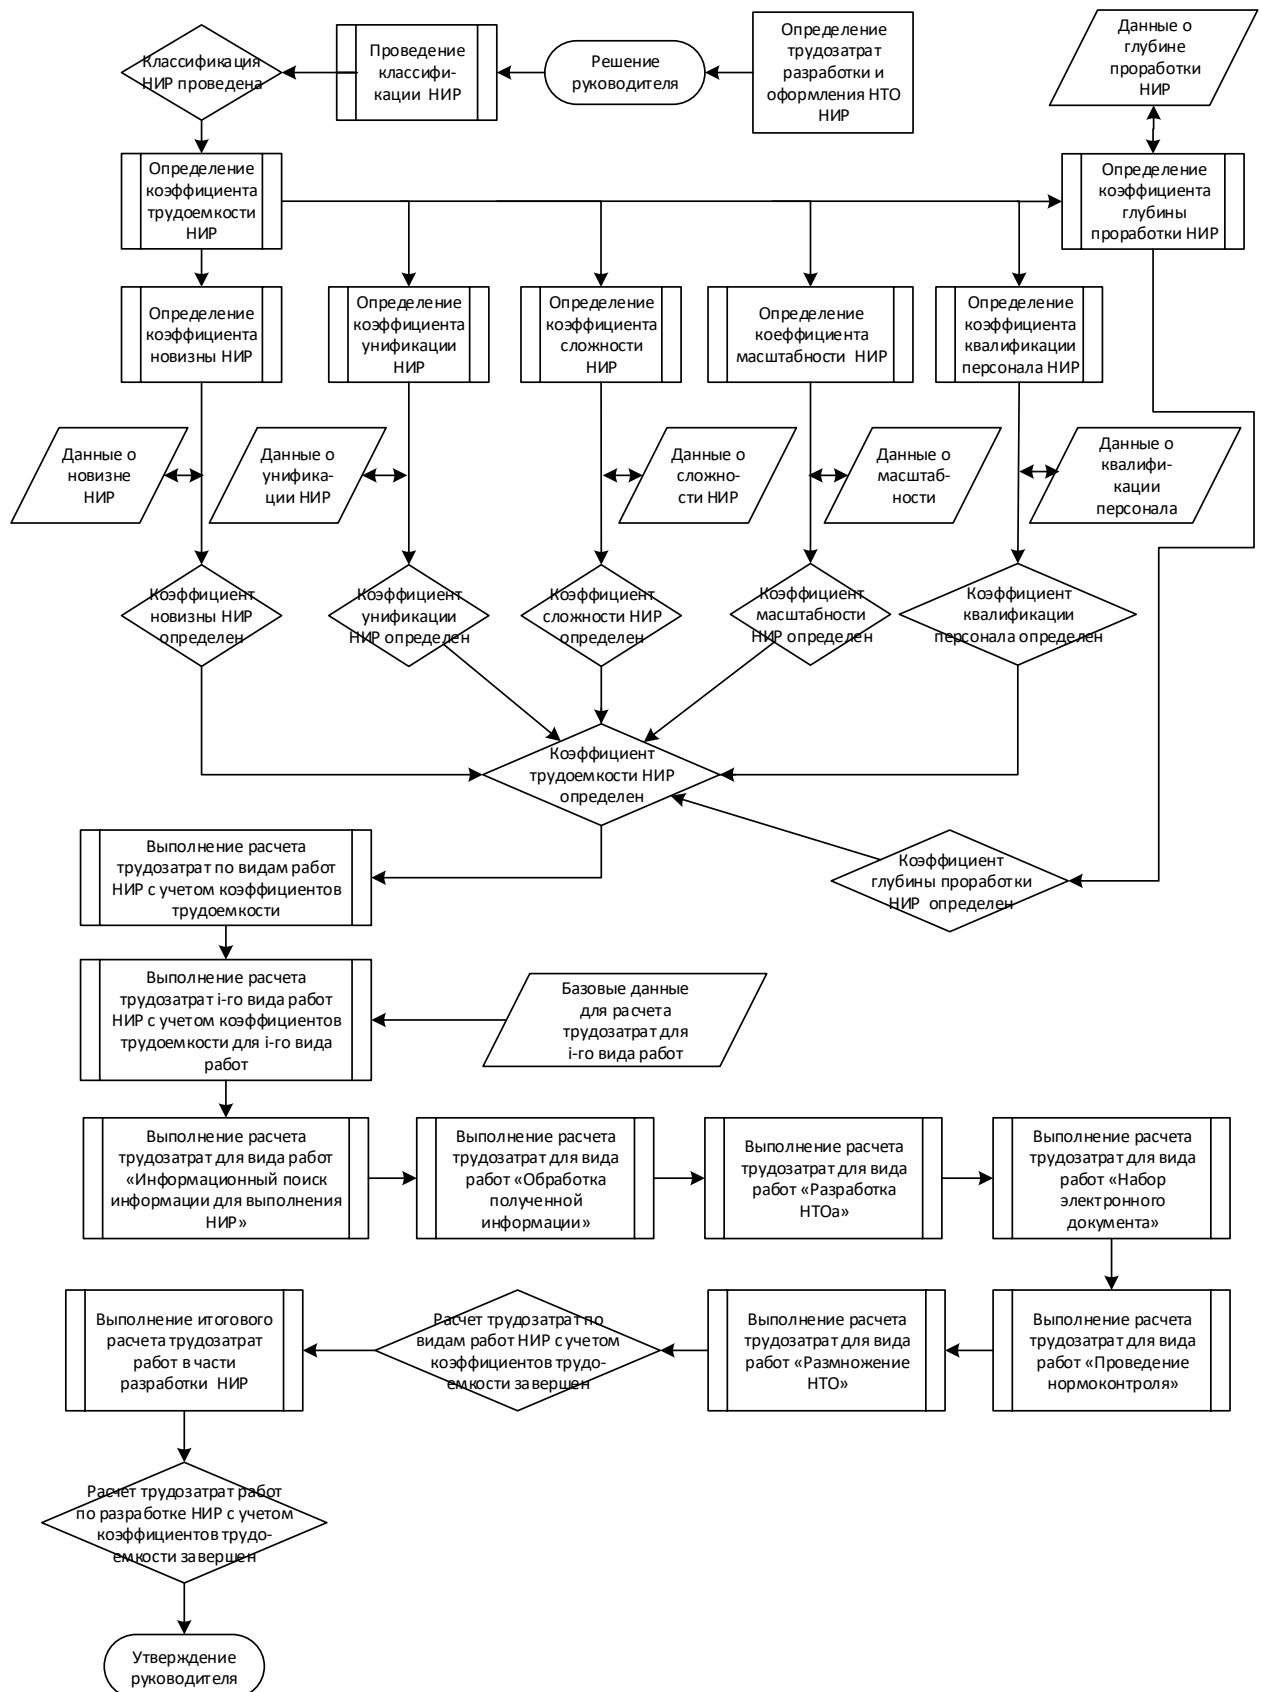 Классификация
НИР проведена
Проведение
классифи-
кации НИР
Решение
руководителя
Определение
трудозатрат
разработки и
оформления НТО
НИР
Данные о
глубине
проработки
НИР
Определение
коэффициента
трудоемкости
НИР
Определение
коэффициента
глубины
проработки НИР
Определение
коэффициента
новизны НИР
Определение
коэффициента
унификации
НИР
Определение
коэффициента
сложности
НИР
Определение
коеффициента
масштабности НИР
Определение
коэффициента
квалификации
персонала НИР
Данные о
новизне
НИР
Данные о
унифика-
ции НИР
Данные о
сложно-
сти НИР
Данные о
масштаб-
ности
Данные о
квалифи-
кации
персонала
Коэффициент
новизны НИР
определен
Коэффициент
унификации
НИР определен
Коэффициент
сложности НИР
определен
Коэффициент
масштабности
НИР определен
Коэффициент
квалификации
персонала определен
Коэффициент
трудоемкости НИР
определен
Выполнение расчета
трудозатрат по видам работ
НИР с учетом коэффициентов
трудоемкости
Коэффициент
глубины проработки
НИР определен
Выполнение расчета
трудозатрат i-го вида работ
НИР с учетом коэффициентов
трудоемкости для i-го вида
работ
Базовые данные
для расчета
трудозатрат для
i-го вида работ
Выполнение расчета
трудозатрат для вида работ
«Информационный поиск
информации для выполнения
НИР»
Выполнение расчета
трудозатрат для вида
работ «Обработка
полученной
информации»
Выполнение расчета
трудозатрат для вида
работ «Разработка
НТОа»
Выполнение расчета
трудозатрат для вида
работ «Набор
электронного
документа»
Выполнение итогового
расчета трудозатрат
работ в части
разработки НИР
Расчет трудозатрат по
видам работ НИР с учетом
коэффициентов трудо-
емкости завершен
Выполнение расчета
трудозатрат для вида
работ «Размножение
НТО»
Выполнение расчета
трудозатрат для вида
работ «Проведение
нормоконтроля»
Расчет трудозатрат работ
по разработке НИР с учетом
коэффициентов трудо-
емкости завершен
Утверждение
руководителя